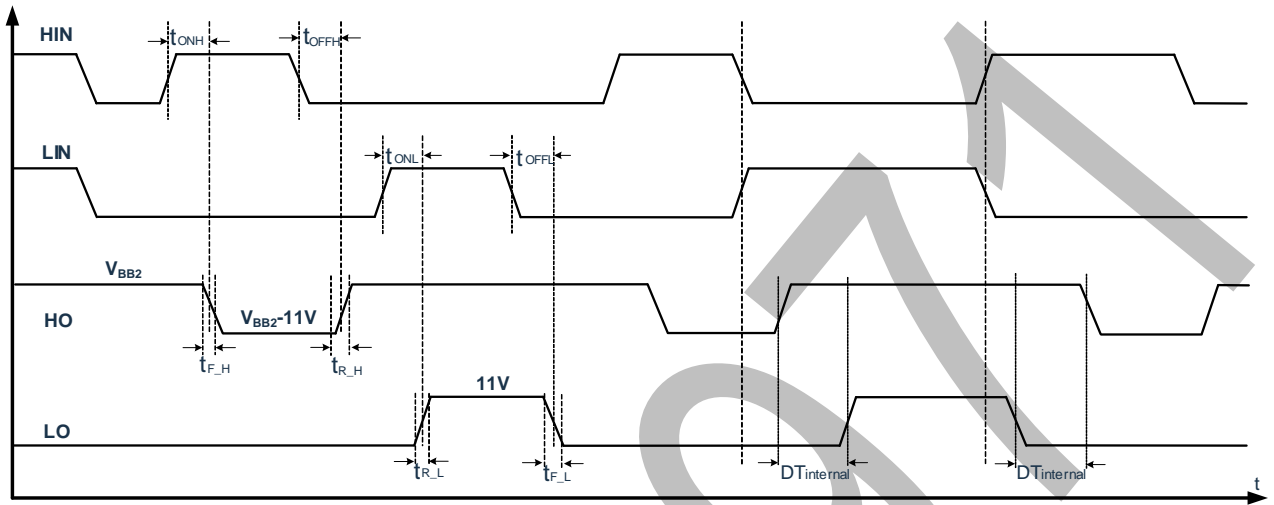 HIN
tONH
tOFFH
LIN
tONL
tOFFL
VBB2
HO
VBB2-11V
tF_H
tR_H
11V
LO
tR_L
tF_L
DTinternal
DTinternal
t